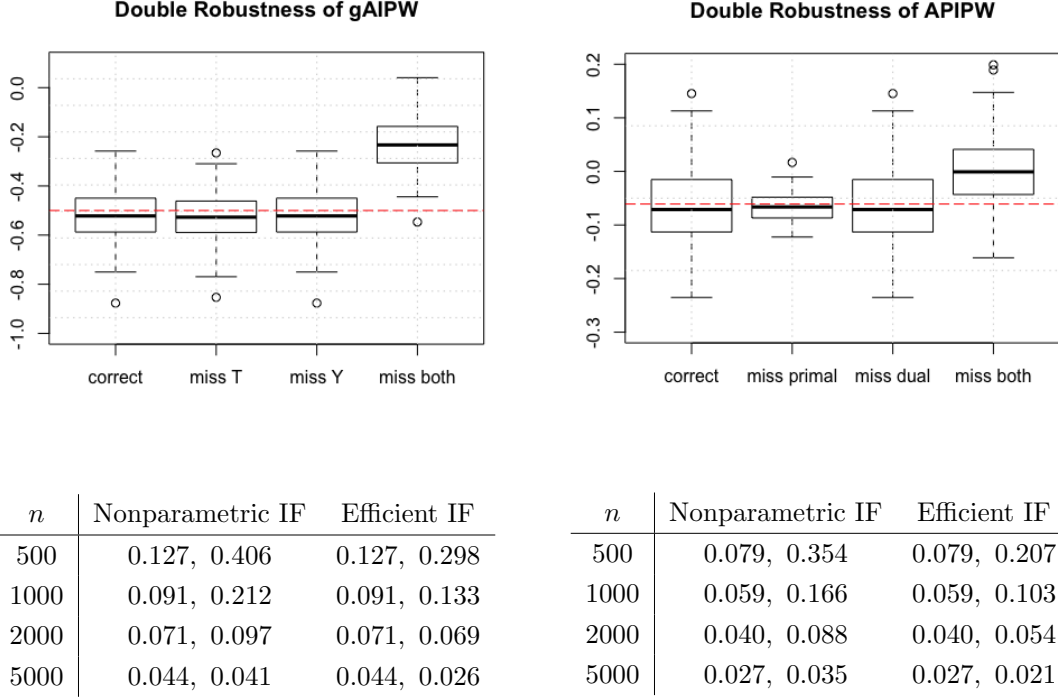 Double Robustness of gAIPW
0.0
-0.2
-0.4
-0.6
-0.8
-1.0
correct miss T miss Y miss both
Double Robustness of APIPW
0.2
0.1
0.0
-0.1
-0.2
-0.3
correct miss primal miss dual miss both
n Nonparametric IF Efficient IF
500 0.127, 0.406 0.127, 0.298
1000 0.091, 0.212 0.091, 0.133
2000 0.071, 0.097 0.071, 0.069
5000 0.044, 0.041 0.044, 0.026
n Nonparametric IF Efficient IF
500 0.079, 0.354 0.079, 0.207
1000 0.059, 0.166 0.059, 0.103
2000 0.040, 0.088 0.040, 0.054
5000 0.027, 0.035 0.027, 0.021